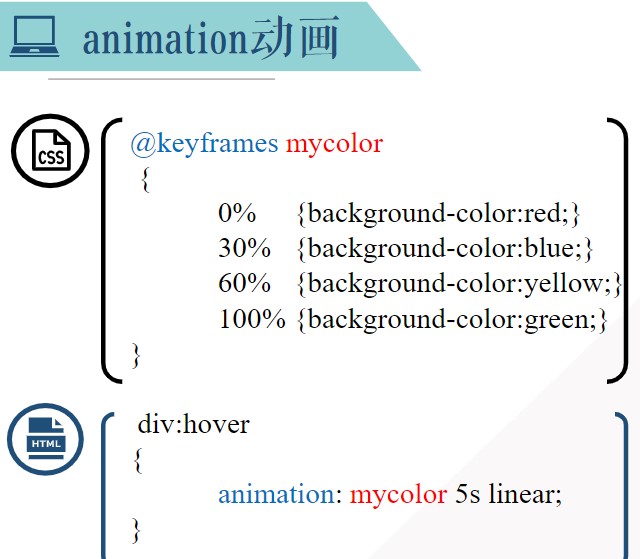 animation动画
CSS
@keyframes mycolor
{
0% {background-color:red;}
30% {background-color:blue;}
60% {background-color:yellow;}
100% {background-color:green;}
}
HTML
div:hover
{
animation: mycolor 5s linear;
}